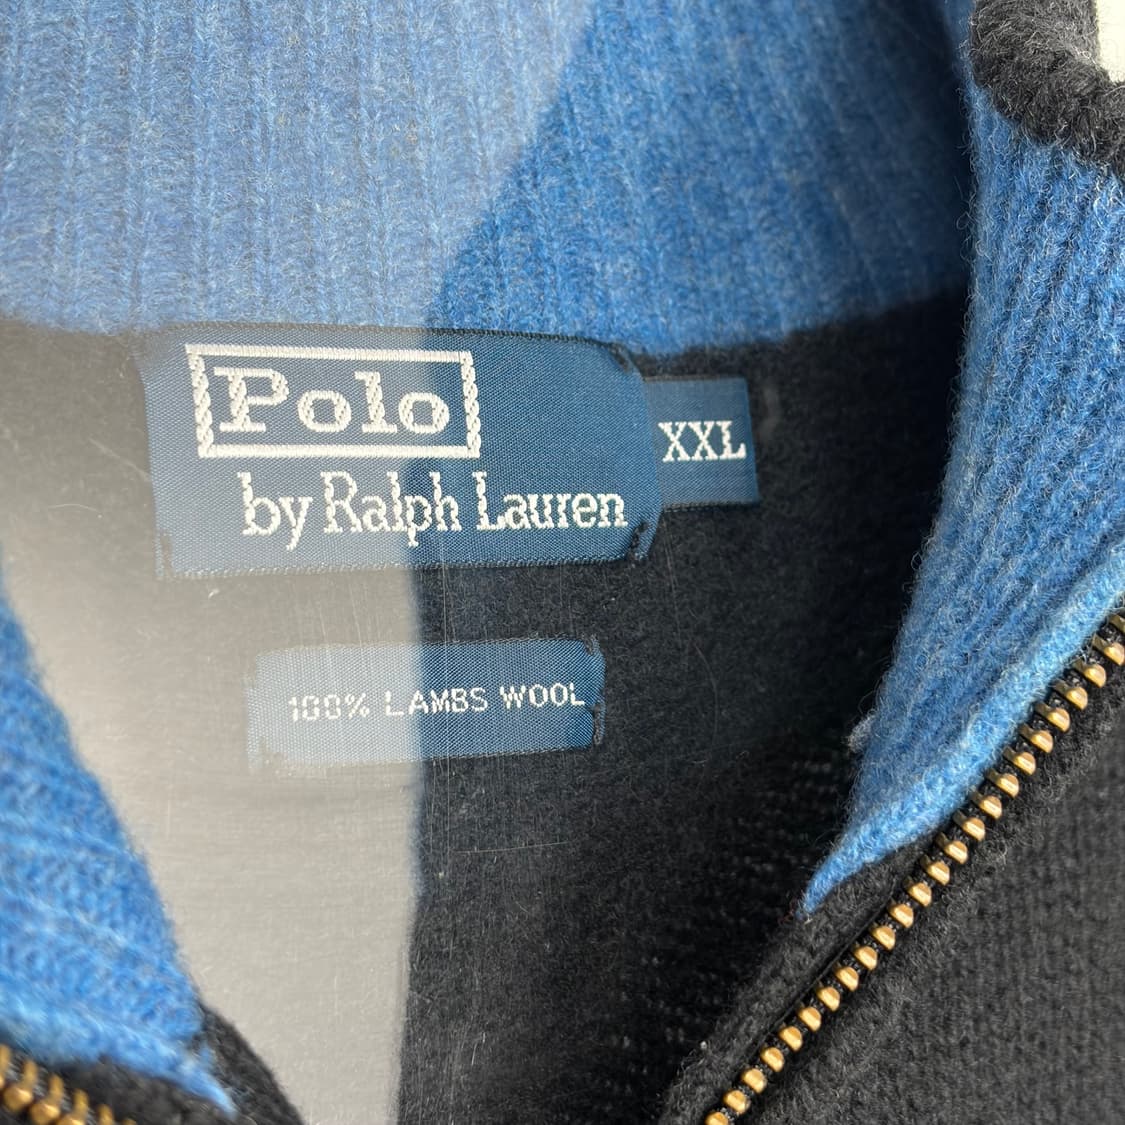 Polo
by Ralph Lauren
XXL
100% LAMBS WOOL